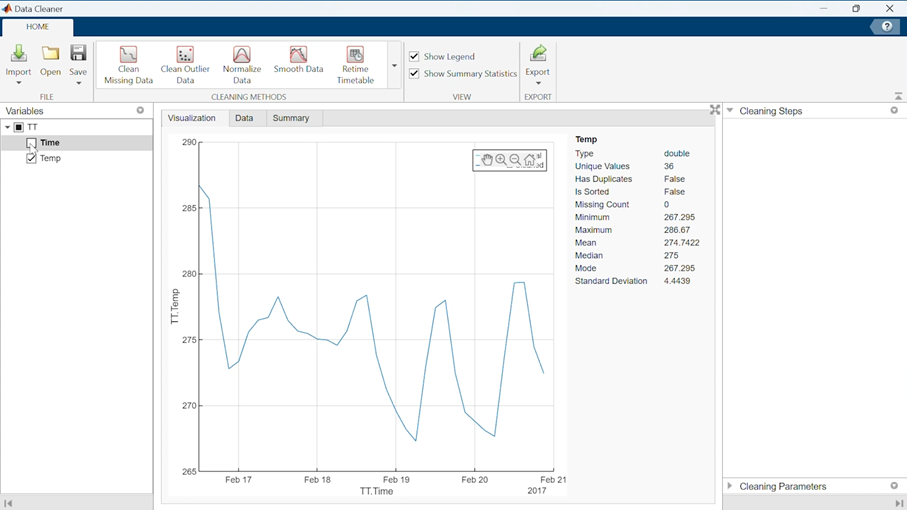 Data Cleaner
HOME
Import
Open
Save
Clean Missing Data
Clean Outlier Data
Normalize Data
Smooth Data
Retime Timetable
Show Legend
Show Summary Statistics
Export
FILE
CLEANING METHODS
VIEW
EXPORT
Variables
TT
Time
Temp
Visualization
Data
Summary
290
285
280
275
270
265
TT.Temp
Feb 17
Feb 18
Feb 19
Feb 20
Feb 21
TT.Time
2017
Temp
Type double
Unique Values 36
Has Duplicates False
Is Sorted False
Missing Count 0
Minimum 267.295
Maximum 286.67
Mean 274.7422
Median 275
Mode 267.295
Standard Deviation 4.4439
Cleaning Steps
Cleaning Parameters